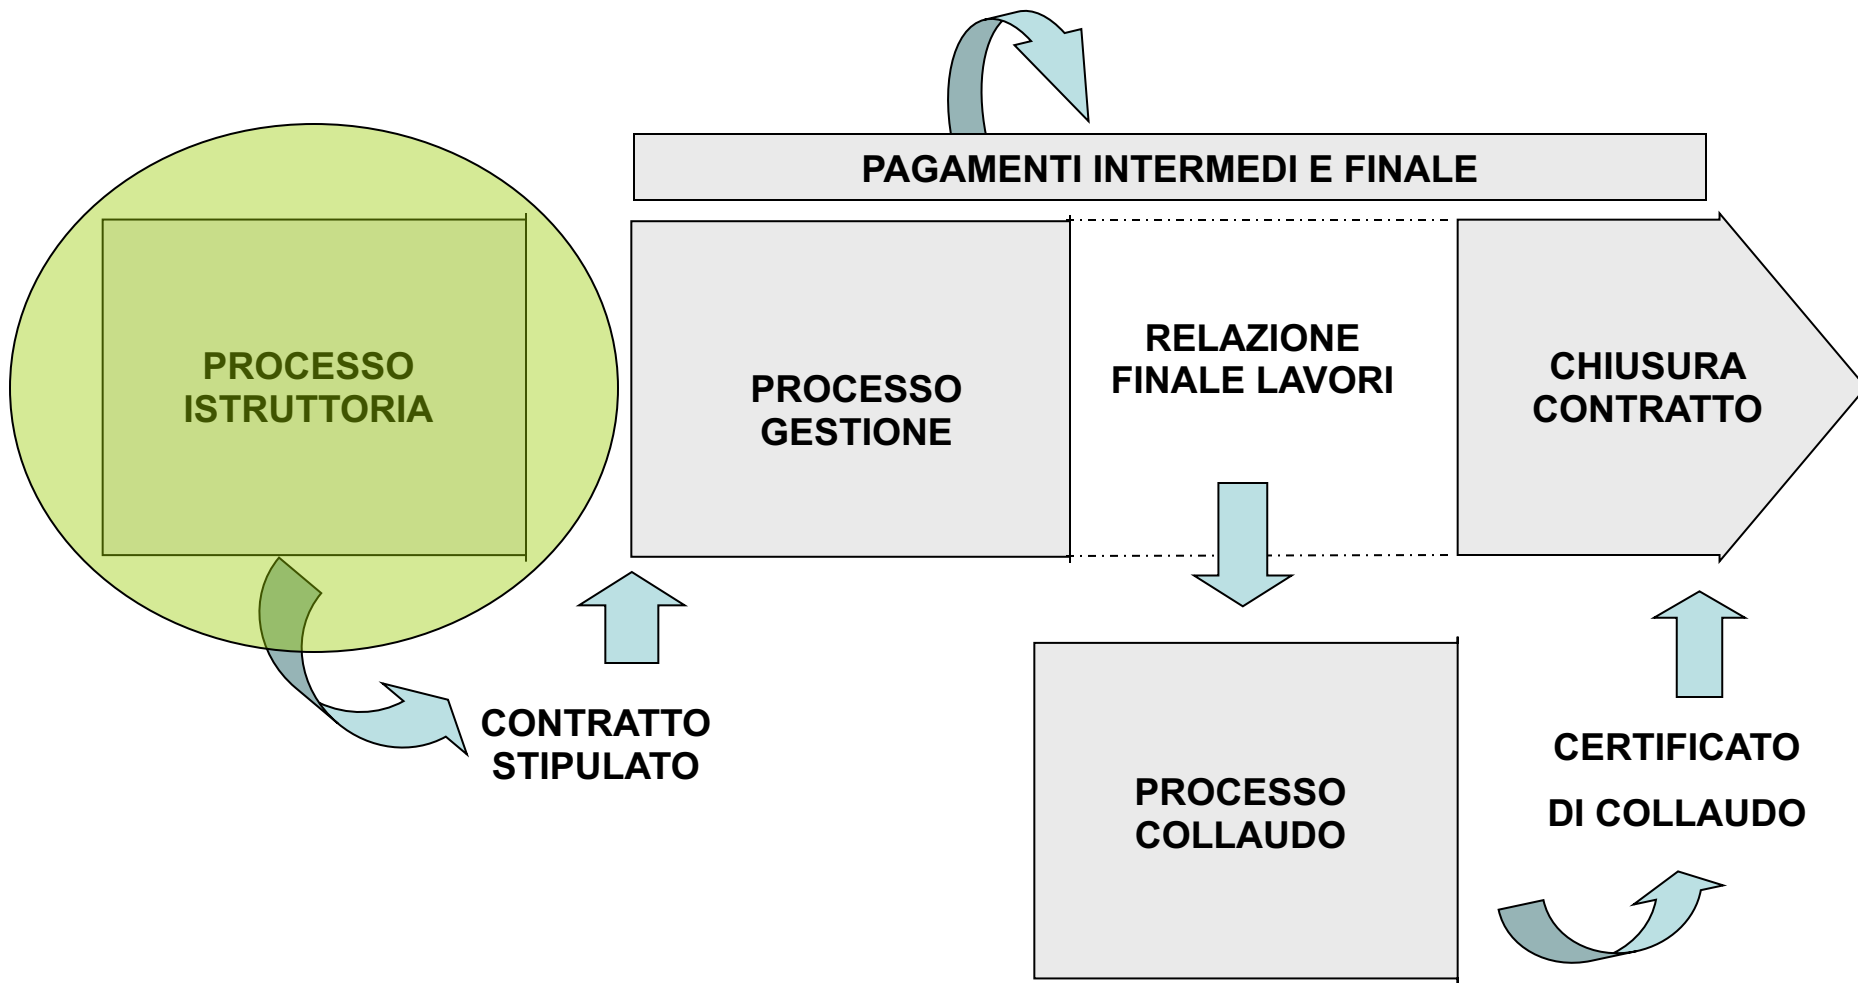 PAGAMENTI INTERMEDI E FINALE
PROCESSO
ISTRUTTORIA
PROCESSO
GESTIONE
RELAZIONE
FINALE LAVORI
CHIUSURA
CONTRATTO
CONTRATTO
STIPULATO
PROCESSO
COLLAUDO
CERTIFICATO
DI COLLAUDO